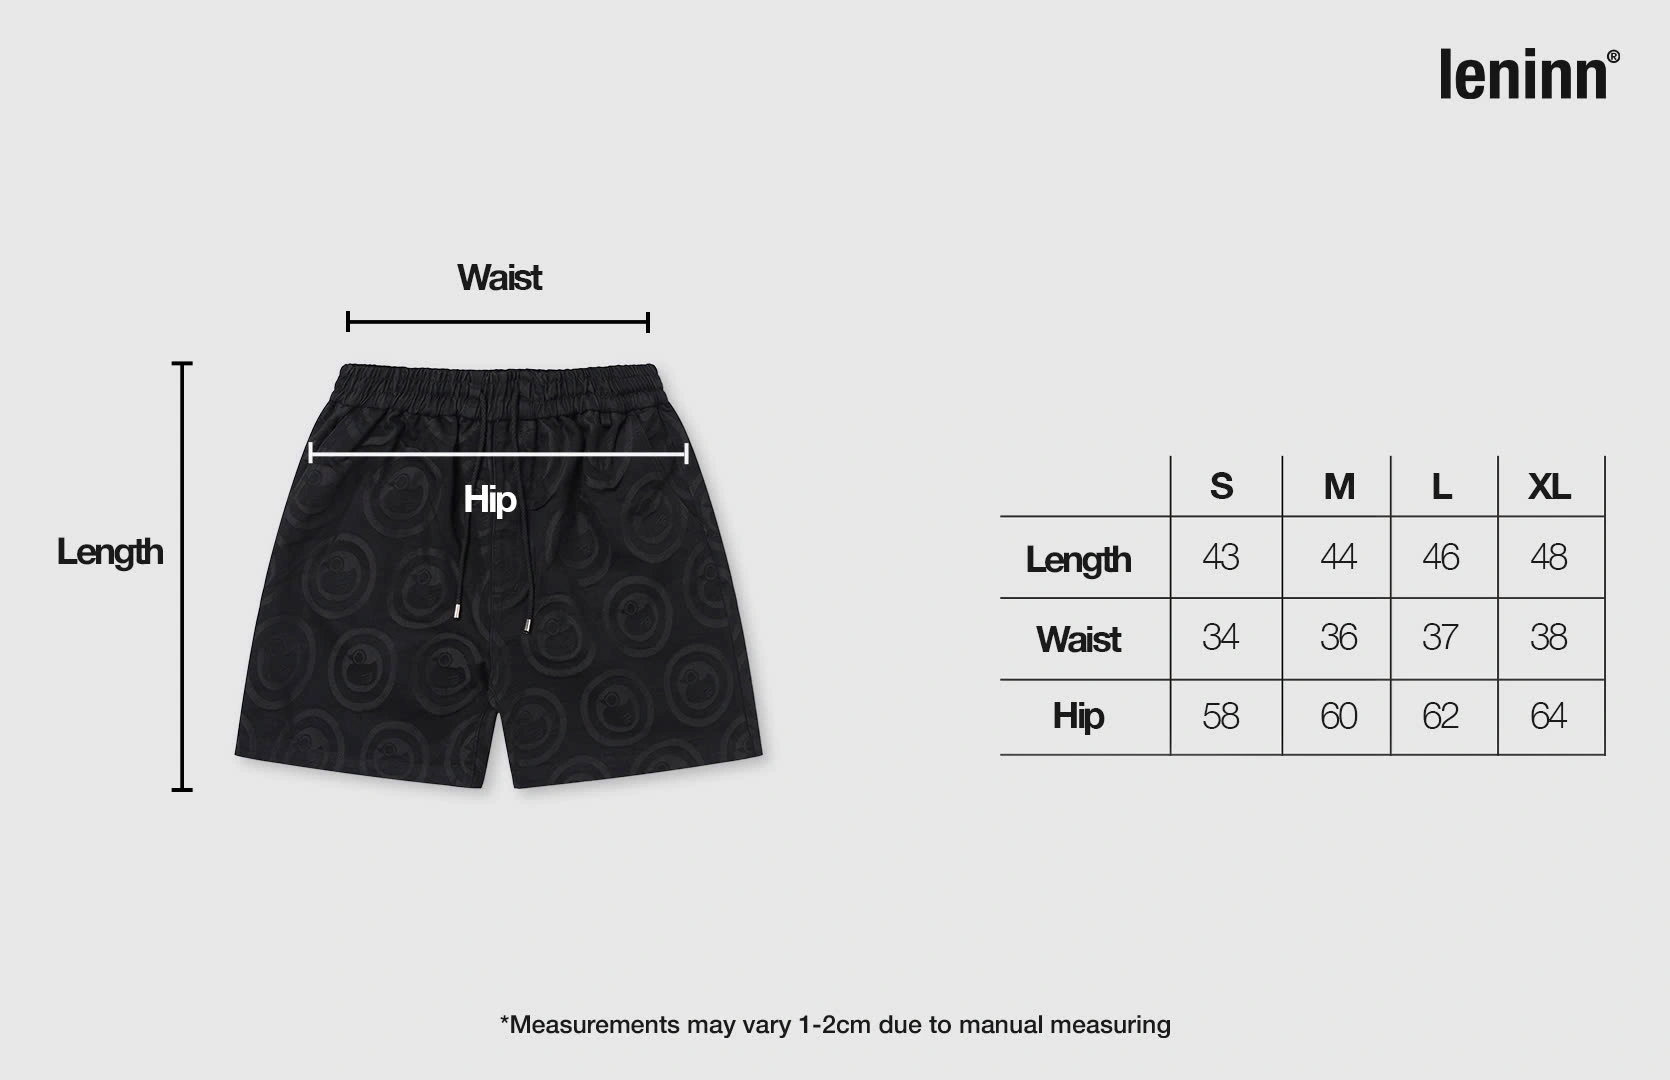 leninn®
Waist
Hip
Length
S M L XL
Length 43 44 46 48
Waist 34 36 37 38
Hip 58 60 62 64
*Measurements may vary 1-2cm due to manual measuring